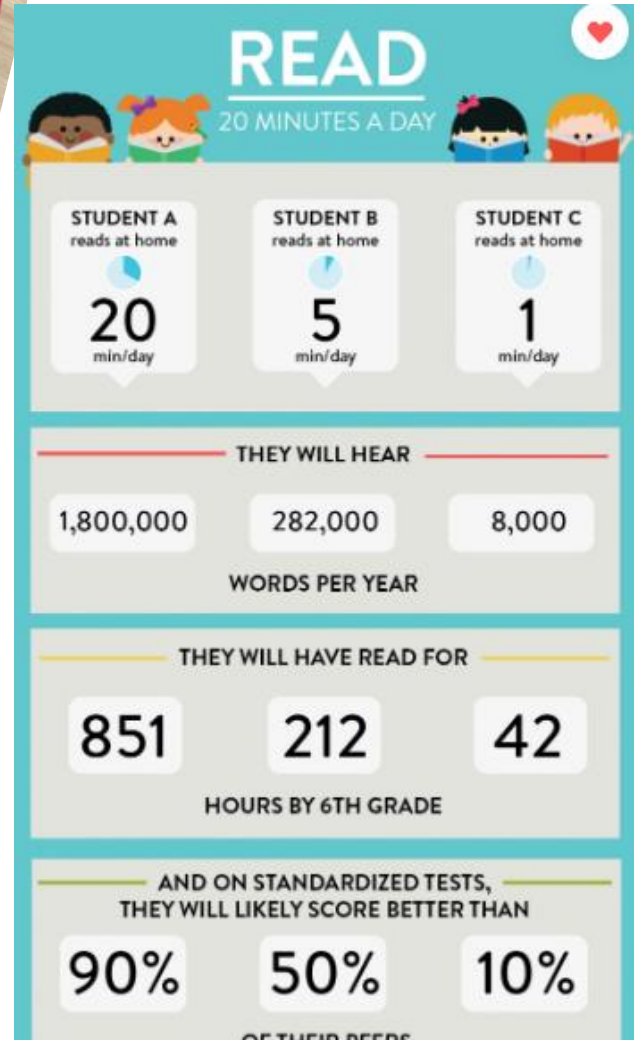 READ
20 MINUTES A DAY
STUDENT A
reads at home
20
min/day
STUDENT B
reads at home
5
min/day
STUDENT C
reads at home
1
min/day
THEY WILL HEAR
1,800,000 282,000 8,000
WORDS PER YEAR
THEY WILL HAVE READ FOR
851 212 42
HOURS BY 6TH GRADE
AND ON STANDARDIZED TESTS,
THEY WILL LIKELY SCORE BETTER THAN
90% 50% 10%
OF THEIR PEERS